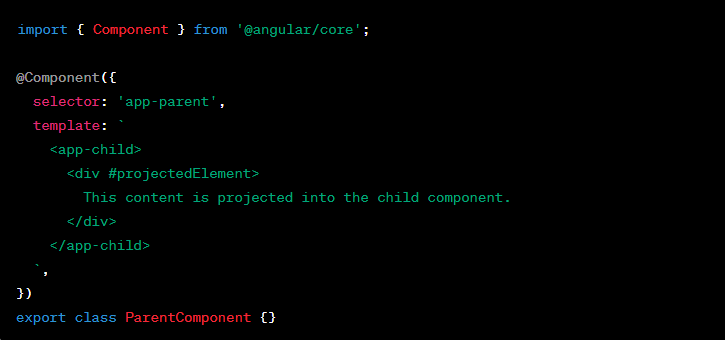 import { Component } from '@angular/core';
@Component({
selector: 'app-parent',
template: `
<app-child>
<div #projectedElement>
This content is projected into the child component.
</div>
</app-child>
`,
})
export class ParentComponent {}